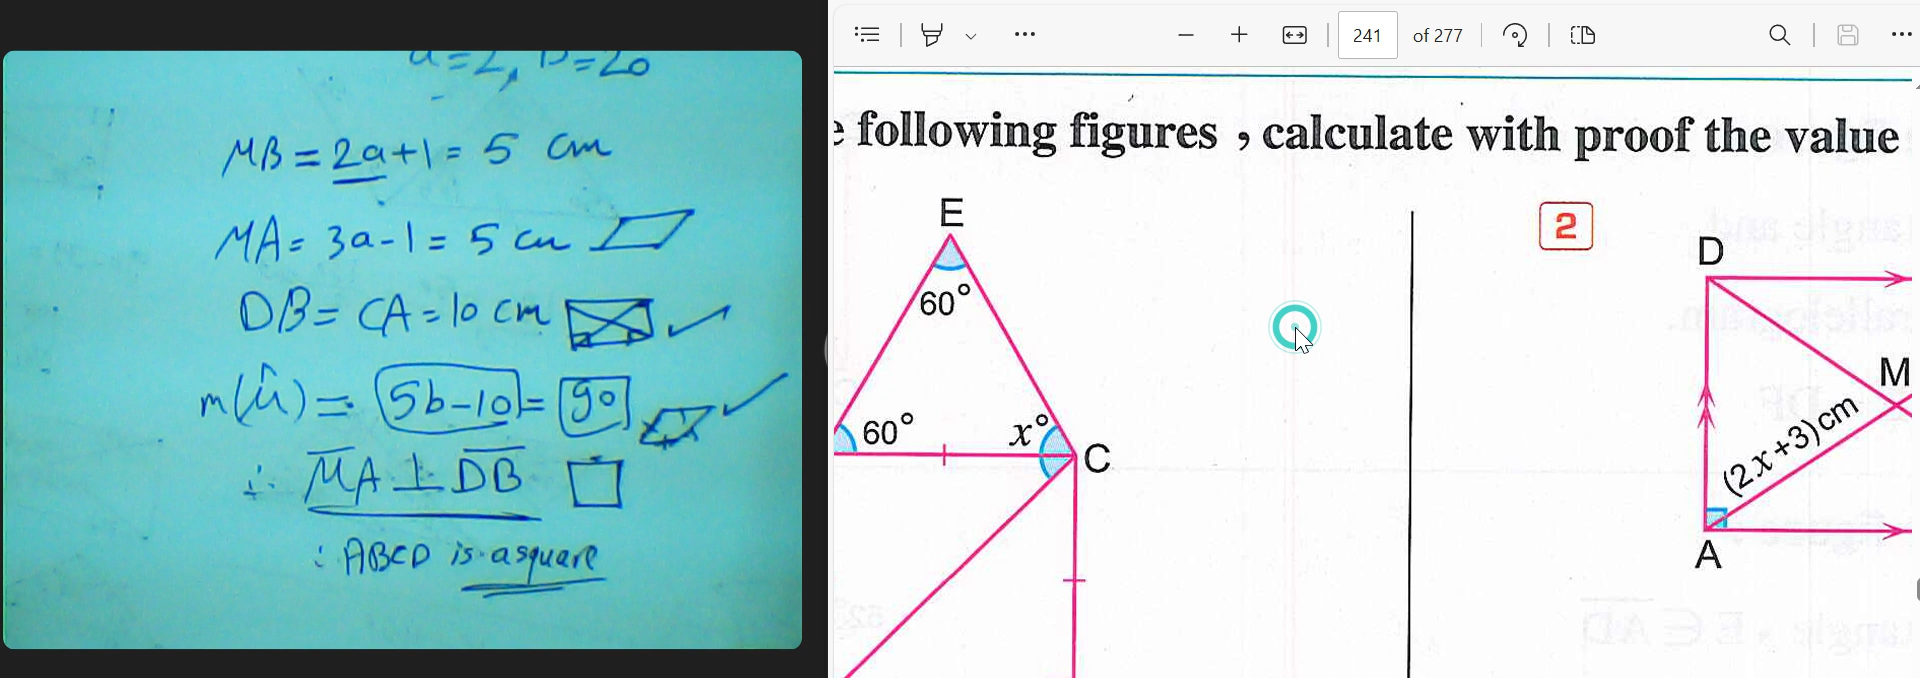 a=2, b=20
MB = 2a+1 = 5 cm
MA = 3a-1 = 5 cm
DB = CA = 10 cm
m(M̂) = 5b-10 = 90
∴ MA ⊥ DB
∴ ABCD is a square
241 of 277
e following figures , calculate with proof the value
E
60°
60°
x°
C
2
D
M
(2x+3)cm
A